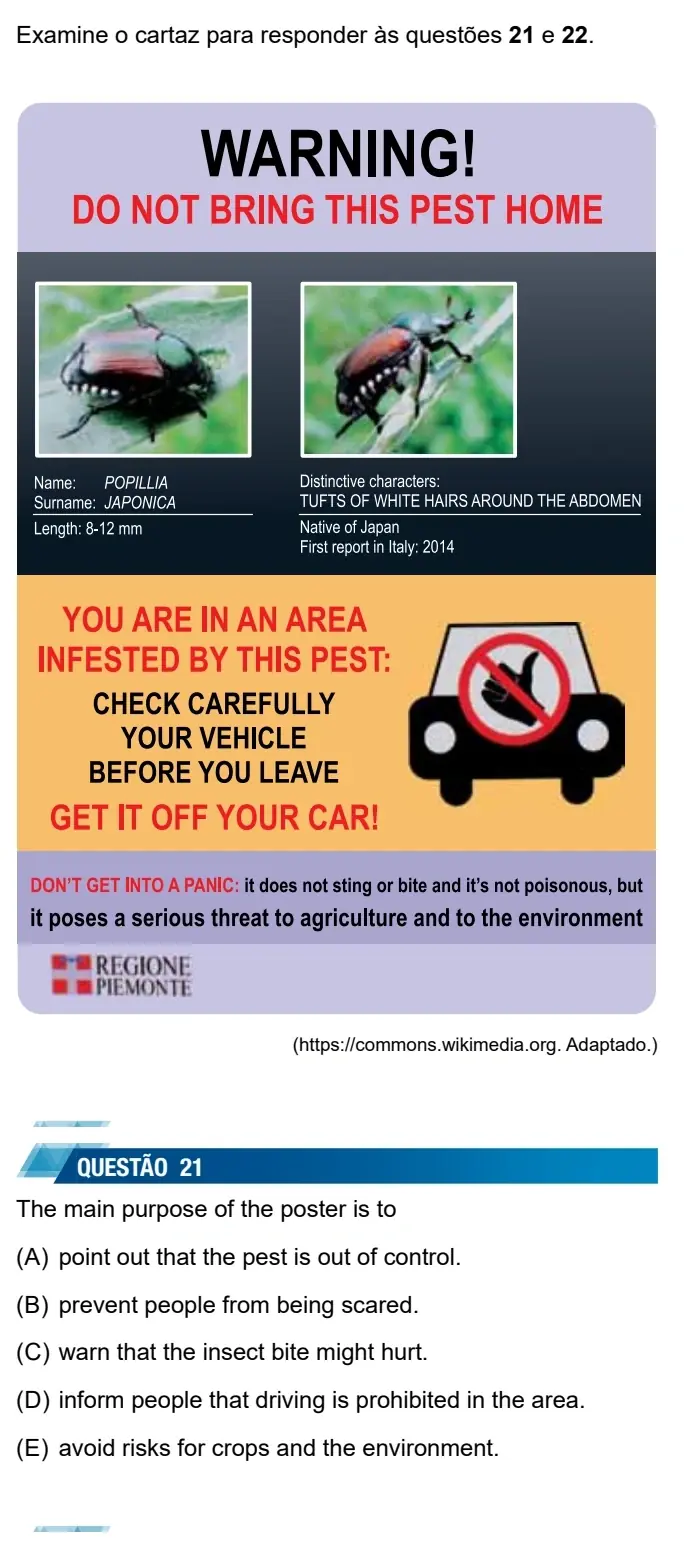 Examine o cartaz para responder às questões 21 e 22.
WARNING!
DO NOT BRING THIS PEST HOME
Name: POPILLIA
Surname: JAPONICA
Length: 8-12 mm
Distinctive characters:
TUFTS OF WHITE HAIRS AROUND THE ABDOMEN
Native of Japan
First report in Italy: 2014
YOU ARE IN AN AREA
INFESTED BY THIS PEST:
CHECK CAREFULLY
YOUR VEHICLE
BEFORE YOU LEAVE
GET IT OFF YOUR CAR!
DON'T GET INTO A PANIC: it does not sting or bite and it's not poisonous, but
it poses a serious threat to agriculture and to the environment
REGIONE
PIEMONTE
(https://commons.wikimedia.org. Adaptado.)
QUESTÃO 21
The main purpose of the poster is to
(A) point out that the pest is out of control.
(B) prevent people from being scared.
(C) warn that the insect bite might hurt.
(D) inform people that driving is prohibited in the area.
(E) avoid risks for crops and the environment.